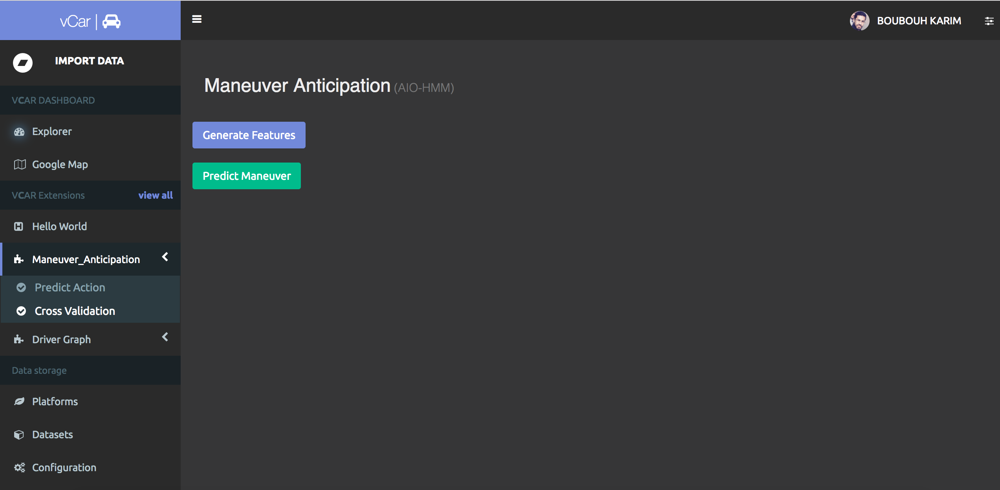 vCar |
BOUBOUH KARIM
IMPORT DATA
Maneuver Anticipation (AIO-HMM)
VCAR DASHBOARD
Explorer
Generate Features
Google Map
Predict Maneuver
VCAR Extensions view all
Hello World
Maneuver_Anticipation
Predict Action
Cross Validation
Driver Graph
Data storage
Platforms
Datasets
Configuration